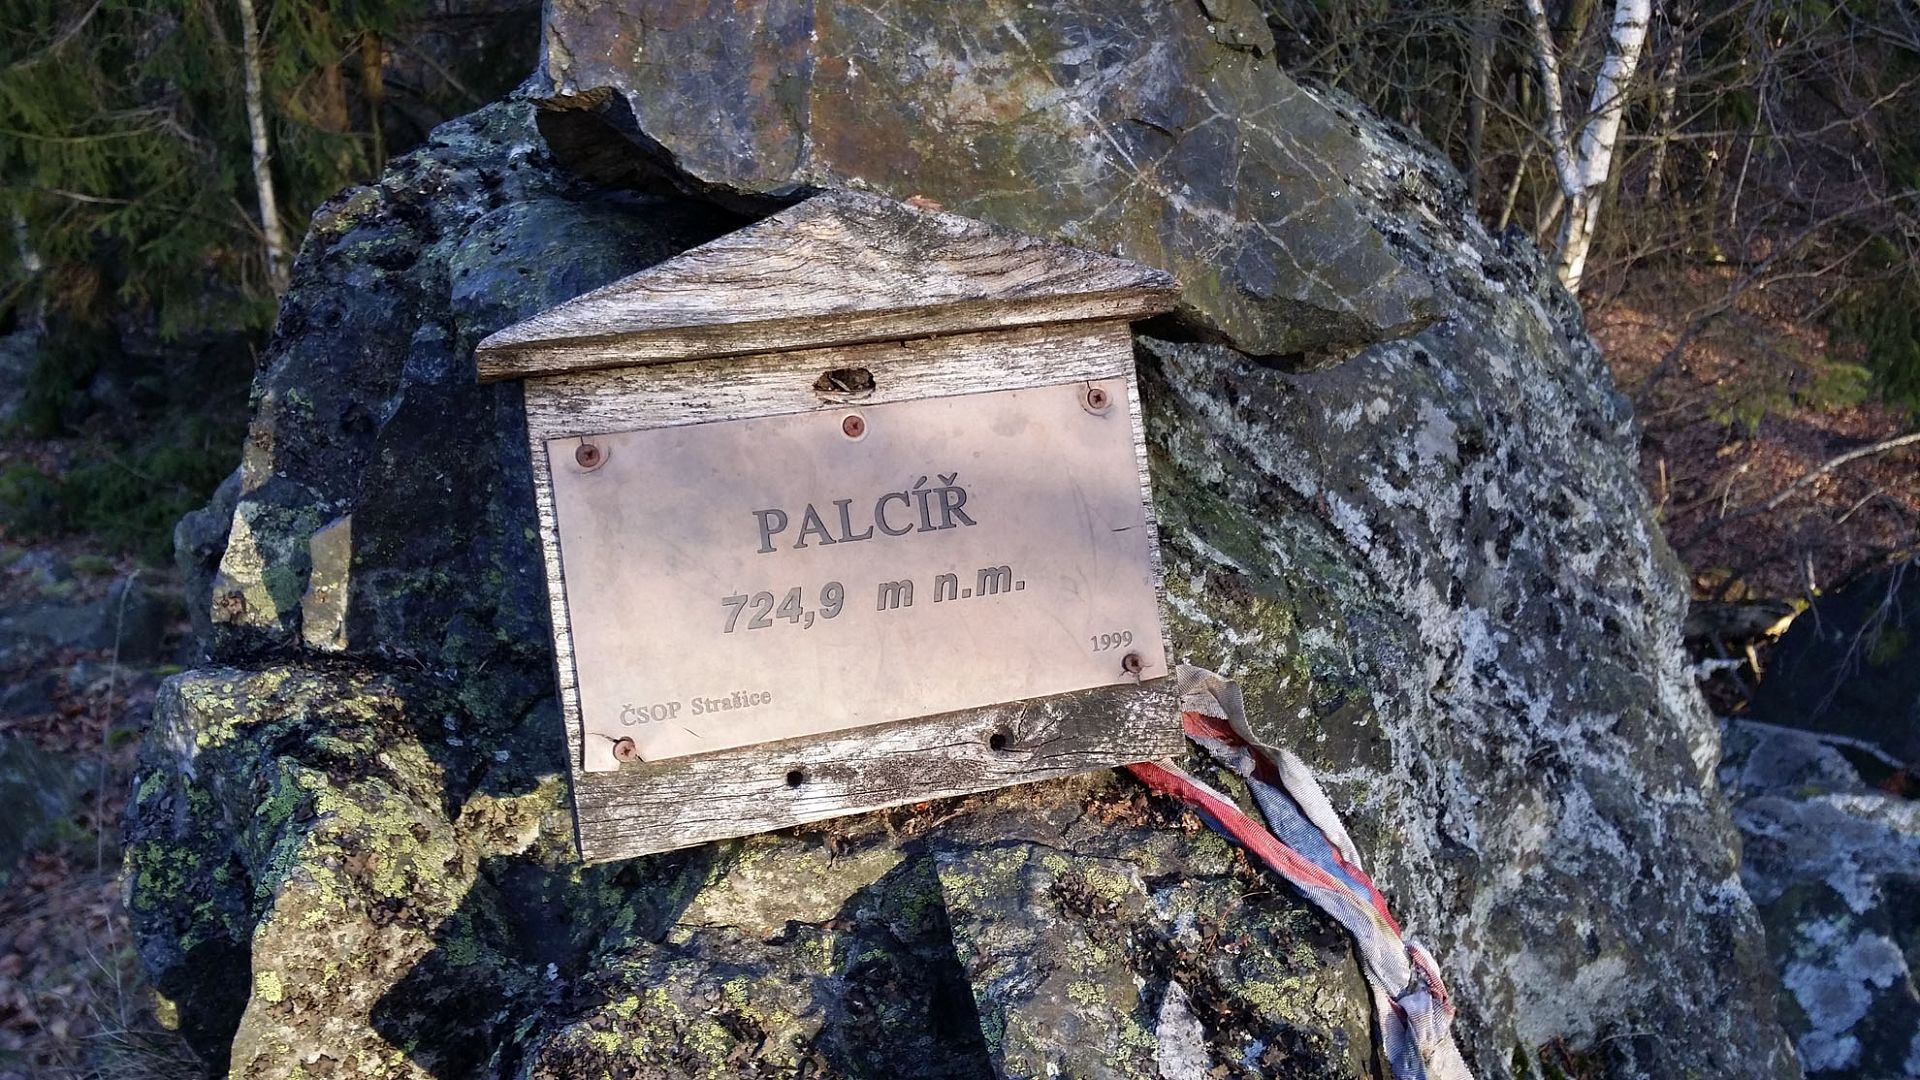 PALCÍŘ
724,9 m n.m.
1999
ČSOP Strašice